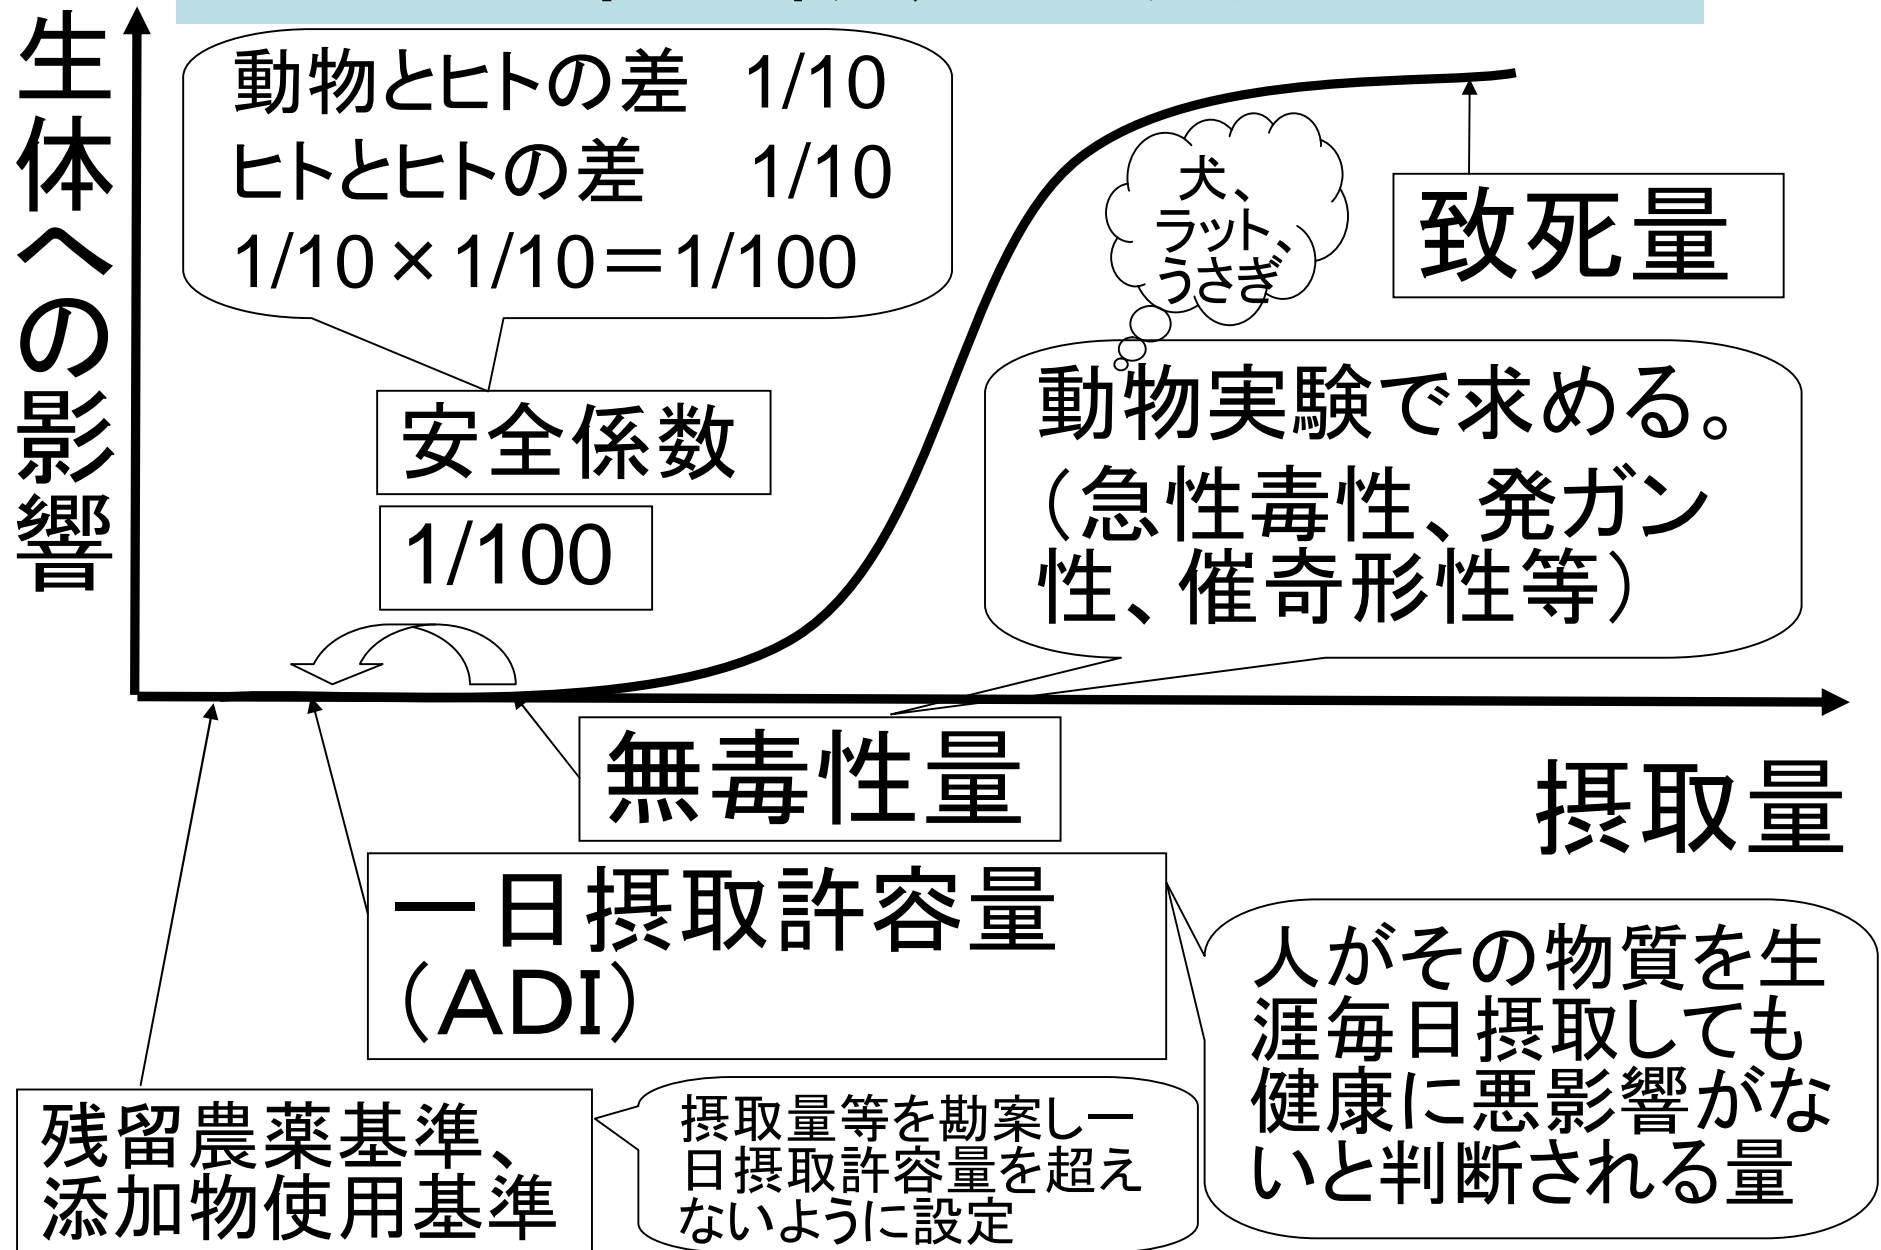 生体への影響
動物とヒトの差 1/10
ヒトとヒトの差 1/10
1/10×1/10＝1/100
安全係数
1/100
犬、
ラット、
うさぎ
致死量
動物実験で求める。
（急性毒性、発ガン
性、催奇形性等）
無毒性量
摂取量
一日摂取許容量
（ADI）
人がその物質を生
涯毎日摂取しても
健康に悪影響がな
いと判断される量
残留農薬基準、
添加物使用基準
摂取量等を勘案し一
日摂取許容量を超え
ないように設定